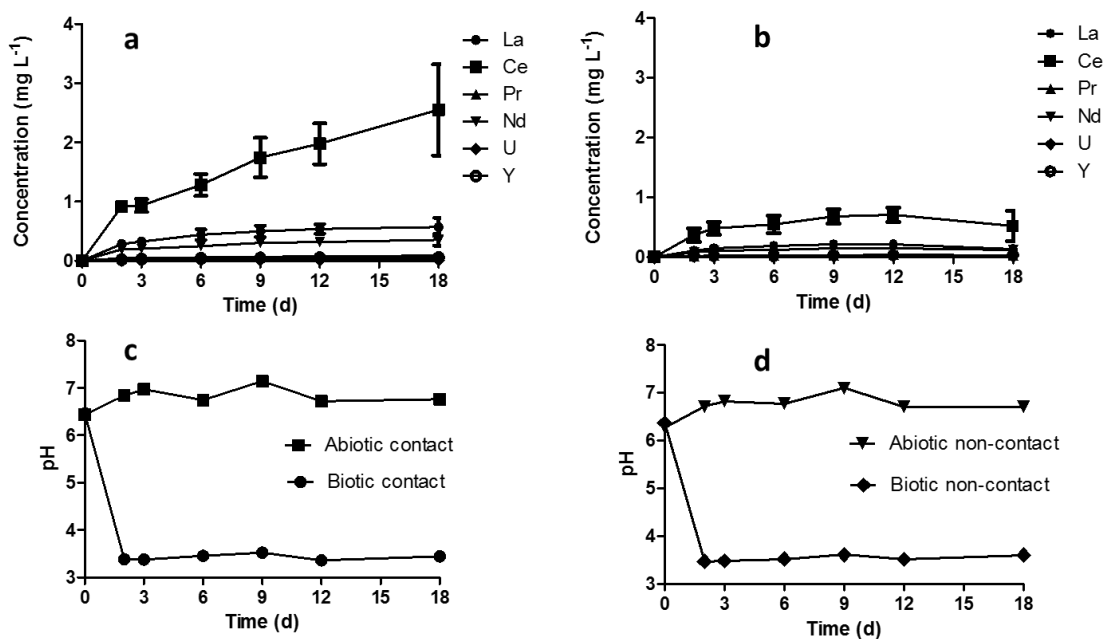 a
Concentration (mg L⁻¹)
4
3
2
1
0
0 3 6 9 12 15 18
Time (d)
La
Ce
Pr
Nd
U
Y
b
Concentration (mg L⁻¹)
4
3
2
1
0
0 3 6 9 12 15 18
Time (d)
La
Ce
Pr
Nd
U
Y
c
pH
8
7
6
5
4
3
0 3 6 9 12 15 18
Time (d)
Abiotic contact
Biotic contact
d
pH
8
7
6
5
4
3
0 3 6 9 12 15 18
Time (d)
Abiotic non-contact
Biotic non-contact